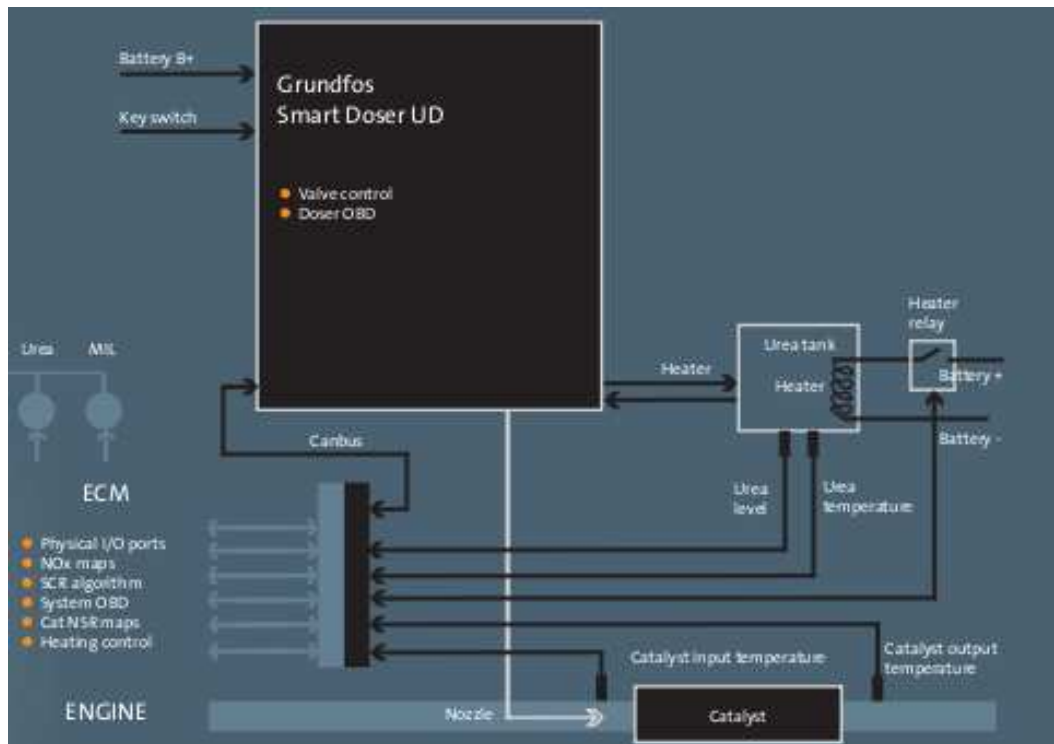 Battery B+
Key switch
Grundfos
Smart Doser UD
Valve control
Doser OBD
Heater
relay
Urea tank
Heater
Battery +
Battery -
Heater
Urea
MIL
Canbus
ECM
Physical I/O ports
NOx maps
SCR algorithm
System OBD
Cat NSR maps
Heating control
Urea
level
Urea
temperature
Catalyst input temperature
Catalyst output
temperature
ENGINE
Nozzle
Catalyst